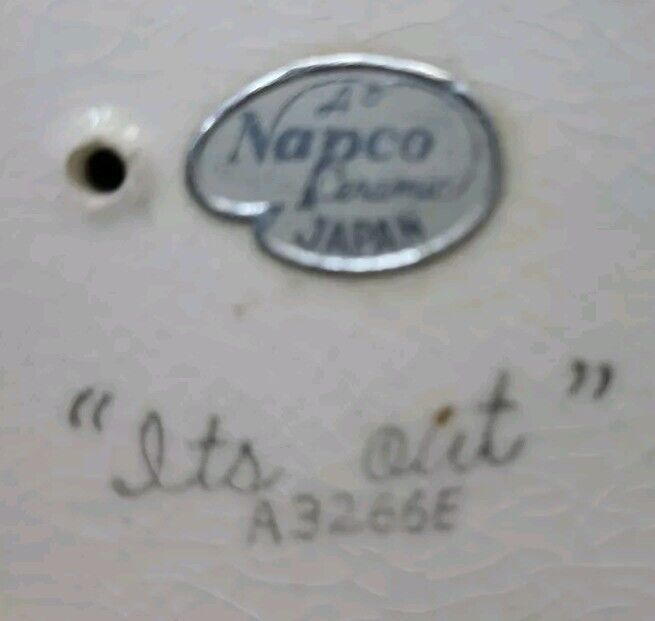 A
Napco
Ceramic
JAPAN
"Its out"
A3266E